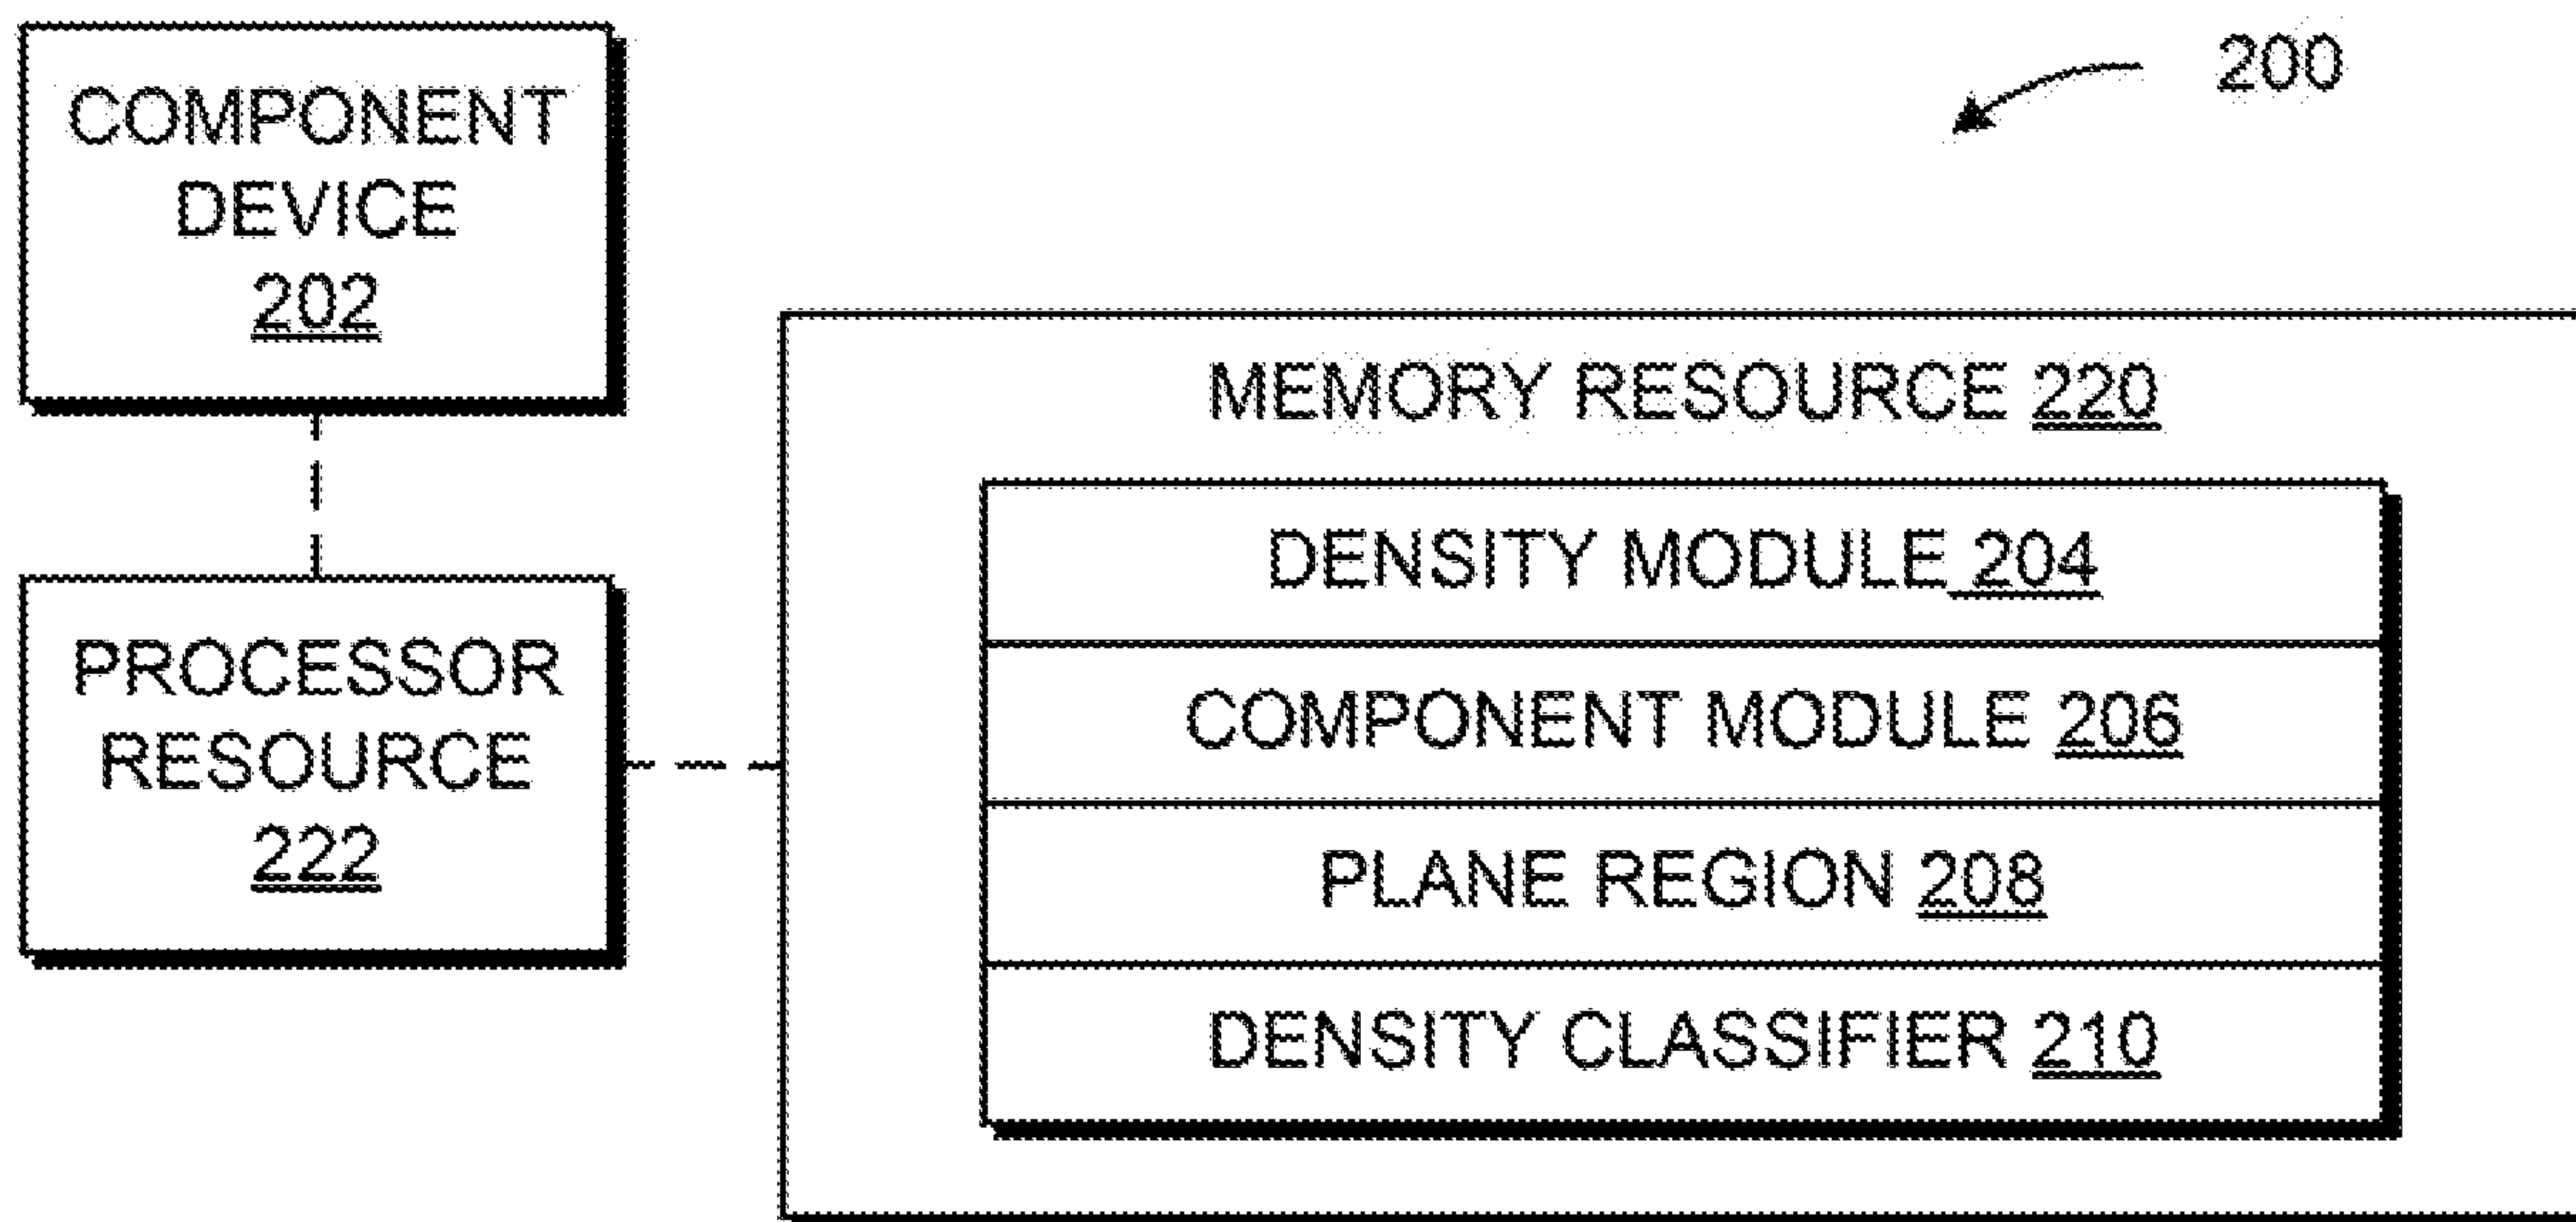 200
COMPONENT
DEVICE
202
MEMORY RESOURCE 220
DENSITY MODULE 204
PROCESSOR
RESOURCE
222
COMPONENT MODULE 206
PLANE REGION 208
DENSITY CLASSIFIER 210